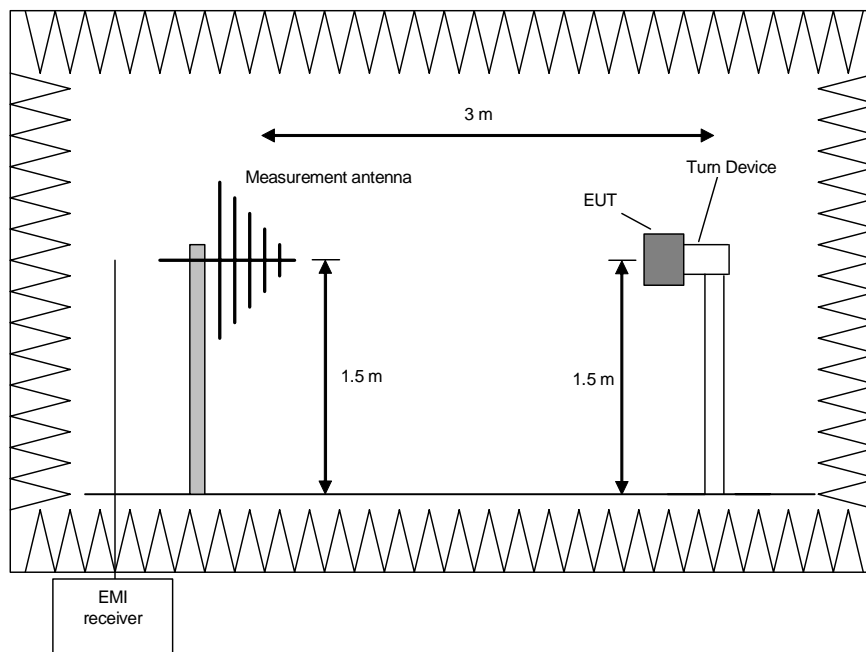 3 m
Measurement antenna
Turn Device
EUT
1.5 m
1.5 m
EMI
receiver